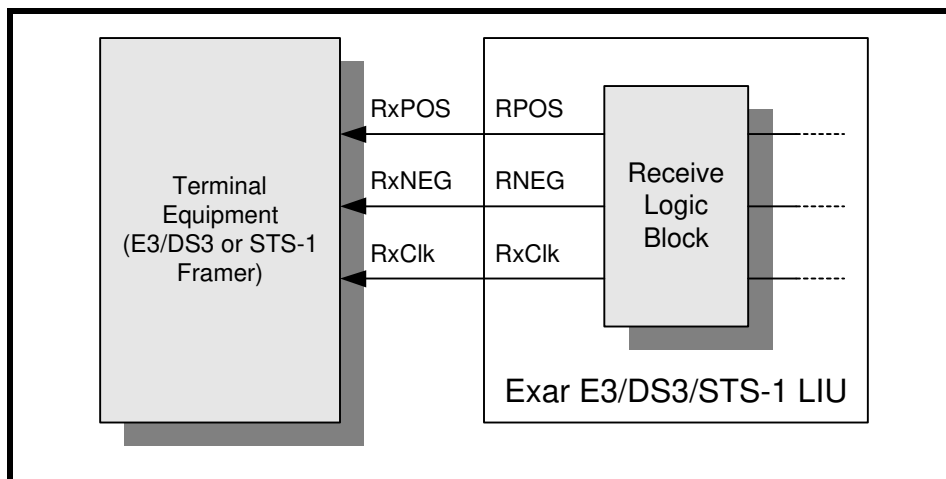 Terminal
Equipment
(E3/DS3 or STS-1
Framer)
RxPOS
RPOS
RxNEG
RNEG
RxClk
RxClk
Receive
Logic
Block
Exar E3/DS3/STS-1 LIU